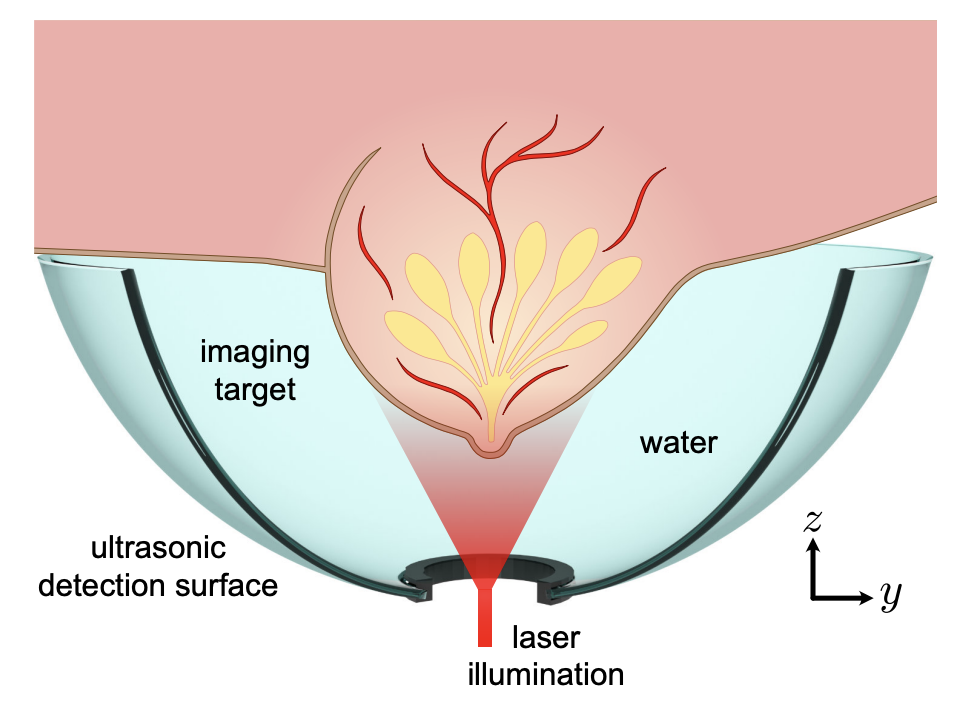 imaging
target
water
ultrasonic
detection surface
z
y
laser
illumination